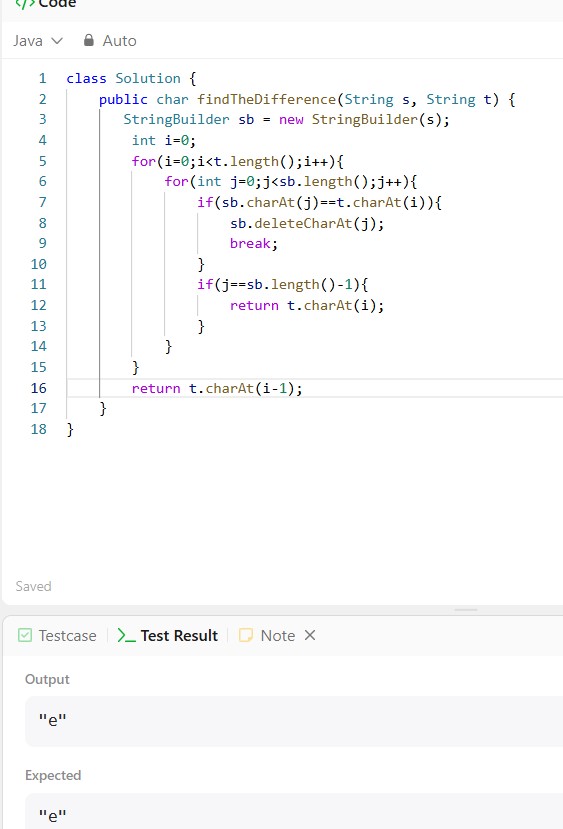 </> Code
Java Auto
1 class Solution {
2 public char findTheDifference(String s, String t) {
3 StringBuilder sb = new StringBuilder(s);
4 int i=0;
5 for(i=0;i<t.length();i++){
6 for(int j=0;j<sb.length();j++){
7 if(sb.charAt(j)==t.charAt(i)){
8 sb.deleteCharAt(j);
9 break;
10 }
11 if(j==sb.length()-1){
12 return t.charAt(i);
13 }
14 }
15 }
16 return t.charAt(i-1);
17 }
18 }
Saved
Testcase >_ Test Result Note ×
Output
"e"
Expected
"e"